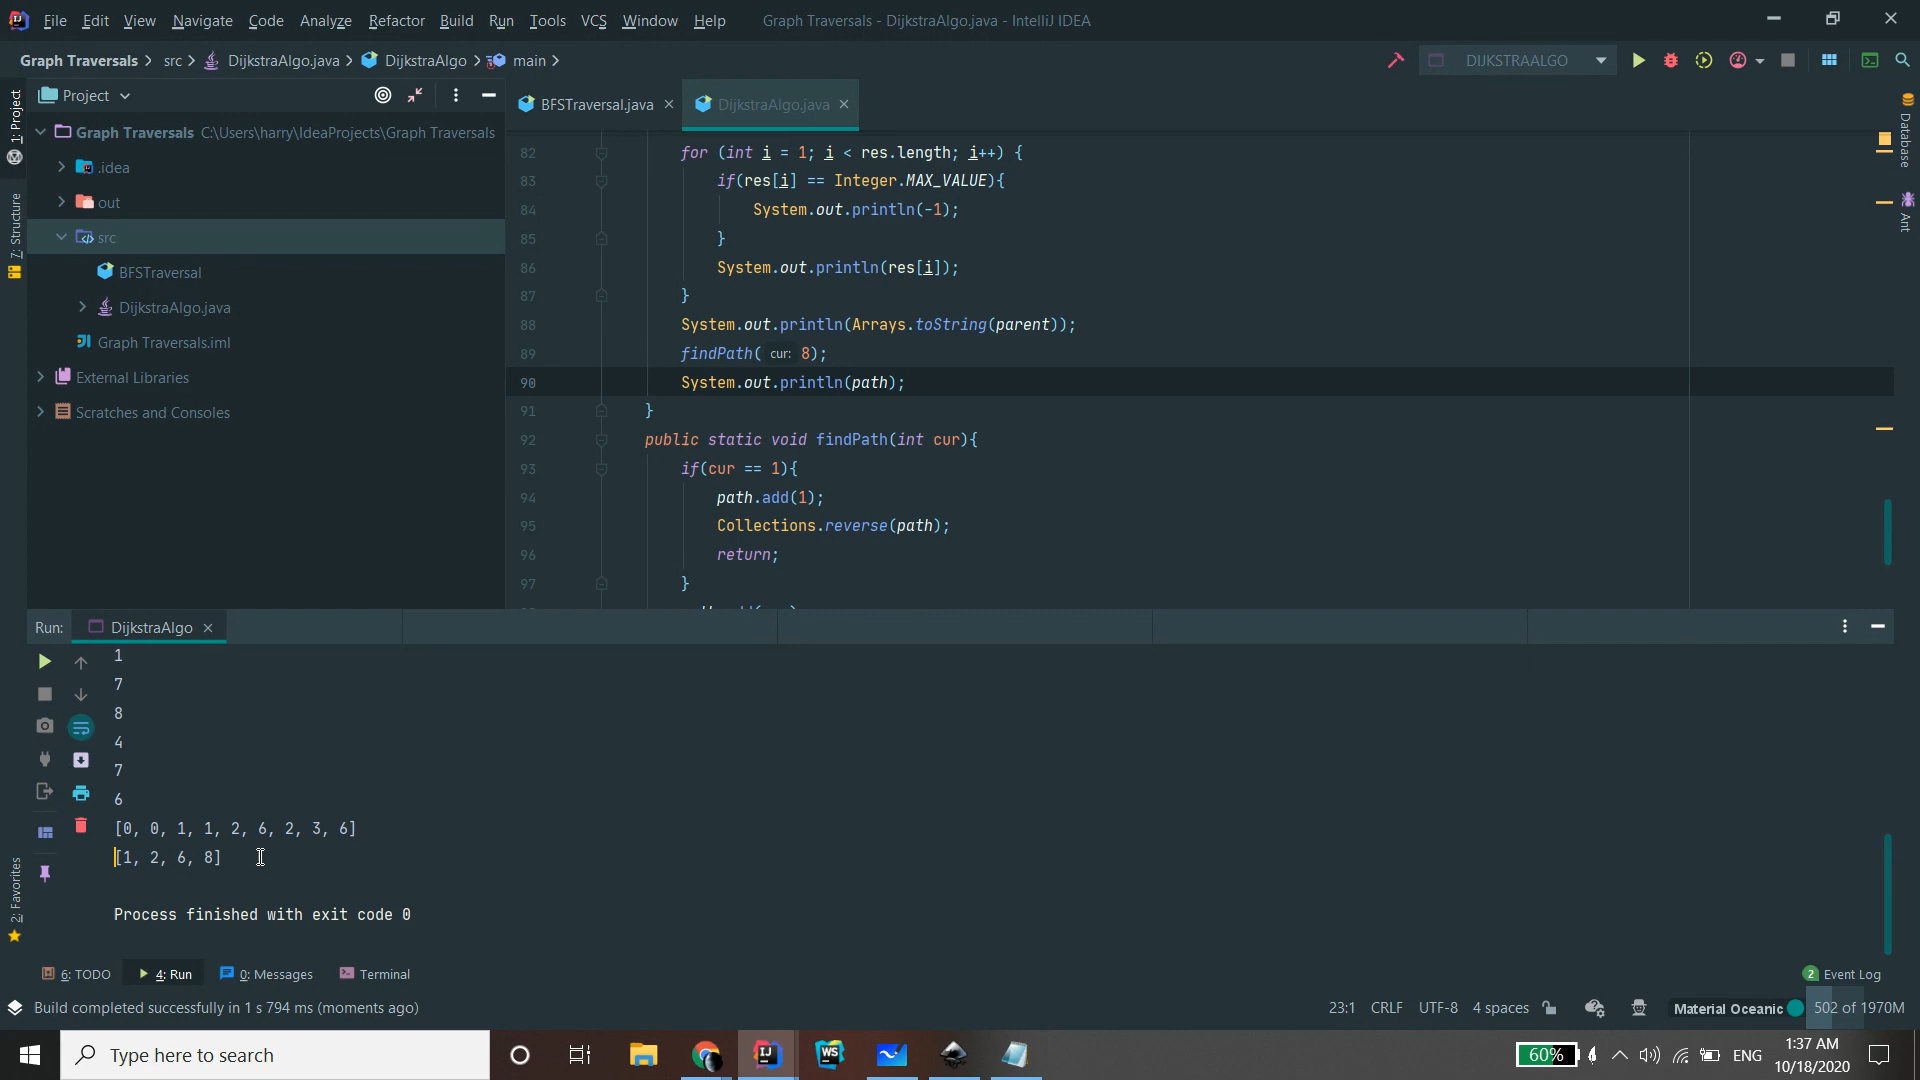 File Edit View Navigate Code Analyze Refactor Build Run Tools VCS Window Help Graph Traversals - DijkstraAlgo.java - IntelliJ IDEA
Graph Traversals src DijkstraAlgo.java DijkstraAlgo main DIJKSTRAALGO
1: Project
7: Structure
2: Favorites
Project
Graph Traversals C:\Users\harry\IdeaProjects\Graph Traversals
.idea
out
src
BFSTraversal
DijkstraAlgo.java
Graph Traversals.iml
External Libraries
Scratches and Consoles
BFSTraversal.java DijkstraAlgo.java
82 for (int i = 1; i < res.length; i++) {
83 if(res[i] == Integer.MAX_VALUE){
84 System.out.println(-1);
85 }
86 System.out.println(res[i]);
87 }
88 System.out.println(Arrays.toString(parent));
89 findPath( cur: 8);
90 System.out.println(path);
91 }
92 public static void findPath(int cur){
93 if(cur == 1){
94 path.add(1);
95 Collections.reverse(path);
96 return;
97 }
Database
Ant
Run: DijkstraAlgo
1
7
8
4
7
6
[0, 0, 1, 1, 2, 6, 2, 3, 6]
[1, 2, 6, 8]
Process finished with exit code 0
6: TODO 4: Run 0: Messages Terminal 2 Event Log
Build completed successfully in 1 s 794 ms (moments ago) 23:1 CRLF UTF-8 4 spaces Material Oceanic 502 of 1970M
Type here to search 60% ENG 1:37 AM
10/18/2020